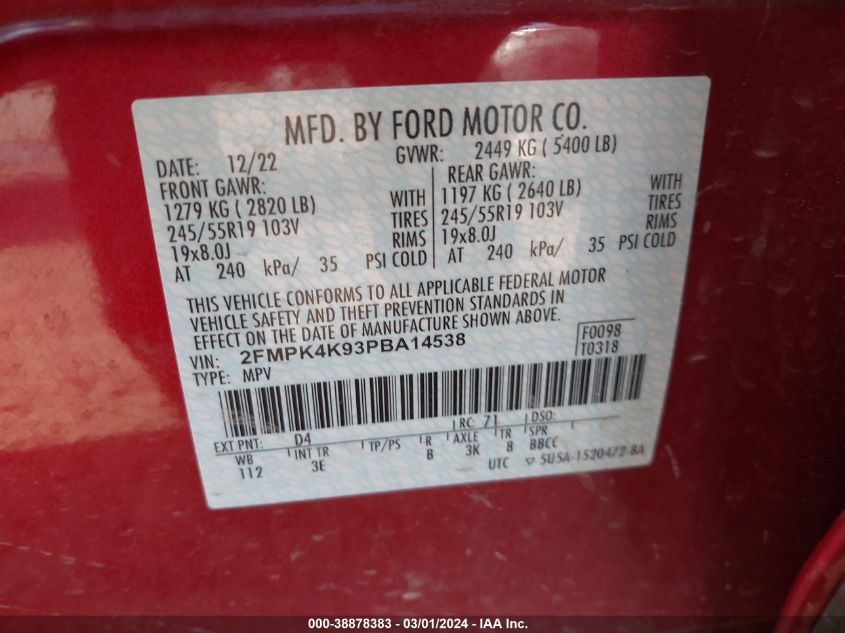 MFD. BY FORD MOTOR CO.
DATE: 12/22 GVWR: 2449 KG ( 5400 LB)
FRONT GAWR: REAR GAWR:
1279 KG ( 2820 LB) WITH 1197 KG ( 2640 LB) WITH
245/55R19 103V TIRES 245/55R19 103V TIRES
19x8.0J RIMS 19x8.0J RIMS
AT 240 kPa/ 35 PSI COLD AT 240 kPa/ 35 PSI COLD
THIS VEHICLE CONFORMS TO ALL APPLICABLE FEDERAL MOTOR
VEHICLE SAFETY AND THEFT PREVENTION STANDARDS IN
EFFECT ON THE DATE OF MANUFACTURE SHOWN ABOVE.
VIN: 2FMPK4K93PBA14538 F0098
TYPE: MPV T0318
EXT PNT: D4 RC: 71 DSO:
WB INT TR TP/PS R AXLE TR SPR
112 3E B 3K 8 BBCC
UTC ▽ 5U5A-1520472-BA
000-38878383 - 03/01/2024 - IAA Inc.